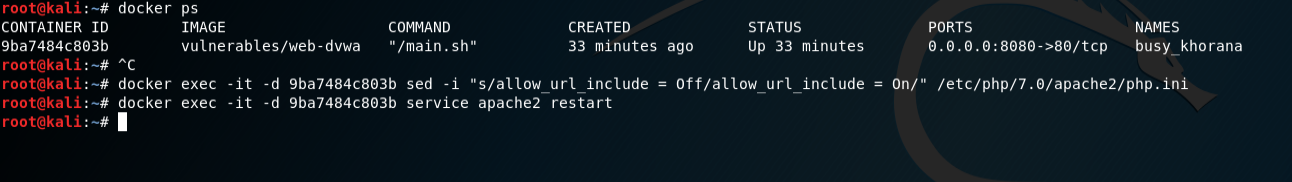 root@kali:~# docker ps
CONTAINER ID        IMAGE               COMMAND             CREATED             STATUS              PORTS                  NAMES
9ba7484c803b        vulnerables/web-dvwa   "/main.sh"          33 minutes ago      Up 33 minutes       0.0.0.0:8080->80/tcp   busy_khorana
root@kali:~# ^C
root@kali:~# docker exec -it -d 9ba7484c803b sed -i "s/allow_url_include = Off/allow_url_include = On/" /etc/php/7.0/apache2/php.ini
root@kali:~# docker exec -it -d 9ba7484c803b service apache2 restart
root@kali:~#